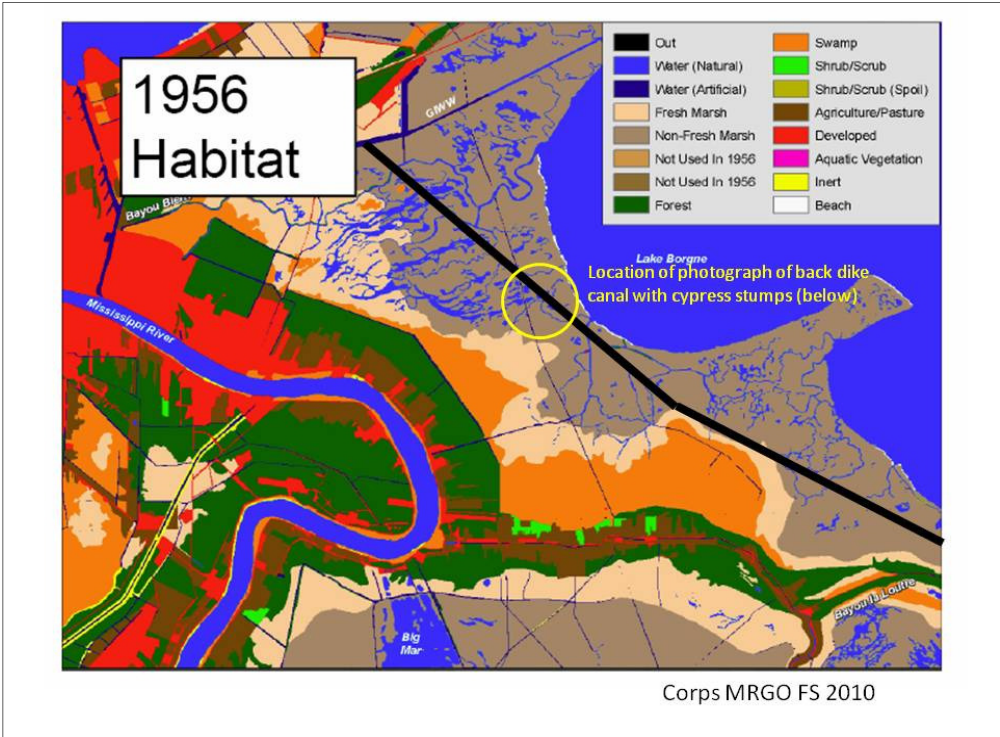 1956
Habitat
Out
Water (Natural)
Water (Artificial)
Fresh Marsh
Non-Fresh Marsh
Not Used In 1956
Not Used In 1956
Forest
Swamp
Shrub/Scrub
Shrub/Scrub (Spoil)
Agriculture/Pasture
Developed
Aquatic Vegetation
Inert
Beach
GIWW
Bayou
Lake Borgne
Location of photograph of back dike
canal with cypress stumps (below)
Mississippi River
Bayou la Loutre
Big
Mar
Corps MRGO FS 2010